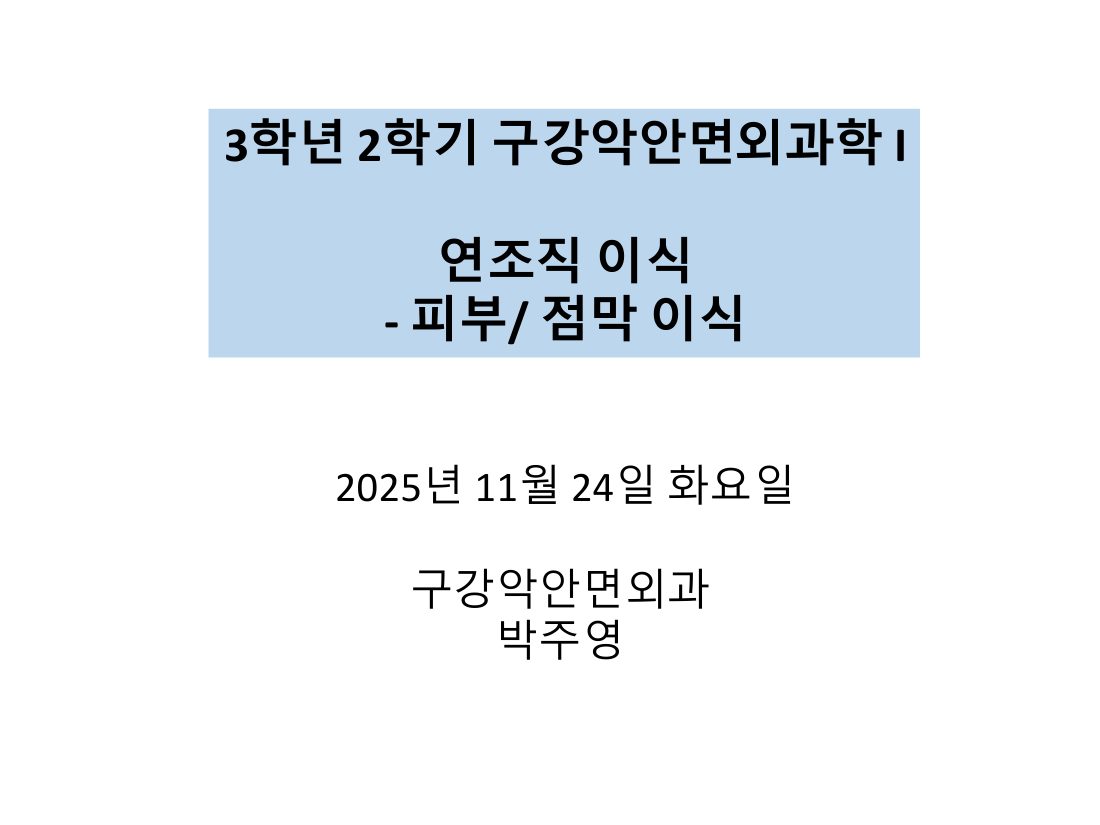 3학년 2학기 구강악안면외과학 I
연조직 이식
- 피부/ 점막 이식
2025년 11월 24일 화요일
구강악안면외과
박주영